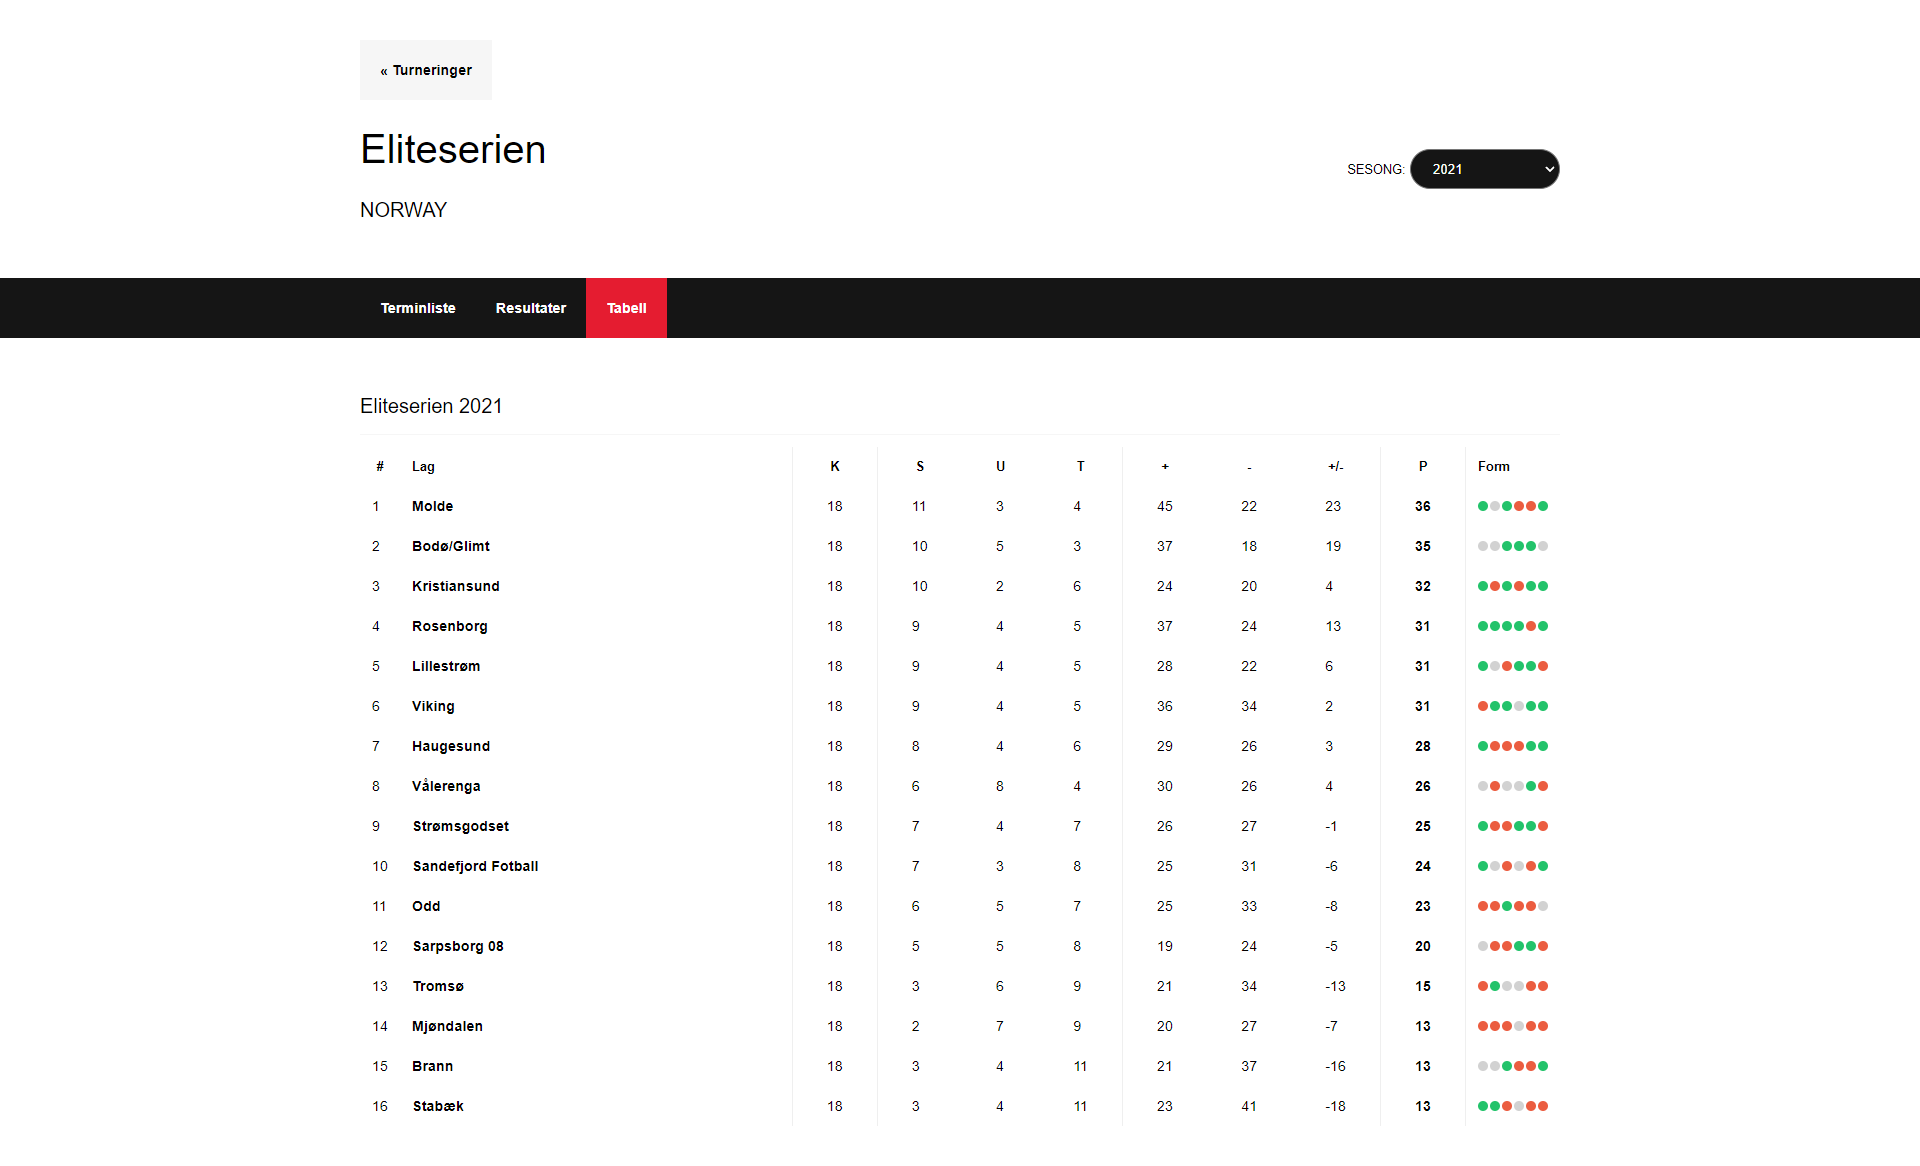 « Turneringer
Eliteserien
SESONG: 2021
NORWAY
Terminliste Resultater Tabell
Eliteserien 2021
# Lag K S U T + - +/- P Form
1 Molde 18 11 3 4 45 22 23 36
2 Bodø/Glimt 18 10 5 3 37 18 19 35
3 Kristiansund 18 10 2 6 24 20 4 32
4 Rosenborg 18 9 4 5 37 24 13 31
5 Lillestrøm 18 9 4 5 28 22 6 31
6 Viking 18 9 4 5 36 34 2 31
7 Haugesund 18 8 4 6 29 26 3 28
8 Vålerenga 18 6 8 4 30 26 4 26
9 Strømsgodset 18 7 4 7 26 27 -1 25
10 Sandefjord Fotball 18 7 3 8 25 31 -6 24
11 Odd 18 6 5 7 25 33 -8 23
12 Sarpsborg 08 18 5 5 8 19 24 -5 20
13 Tromsø 18 3 6 9 21 34 -13 15
14 Mjøndalen 18 2 7 9 20 27 -7 13
15 Brann 18 3 4 11 21 37 -16 13
16 Stabæk 18 3 4 11 23 41 -18 13